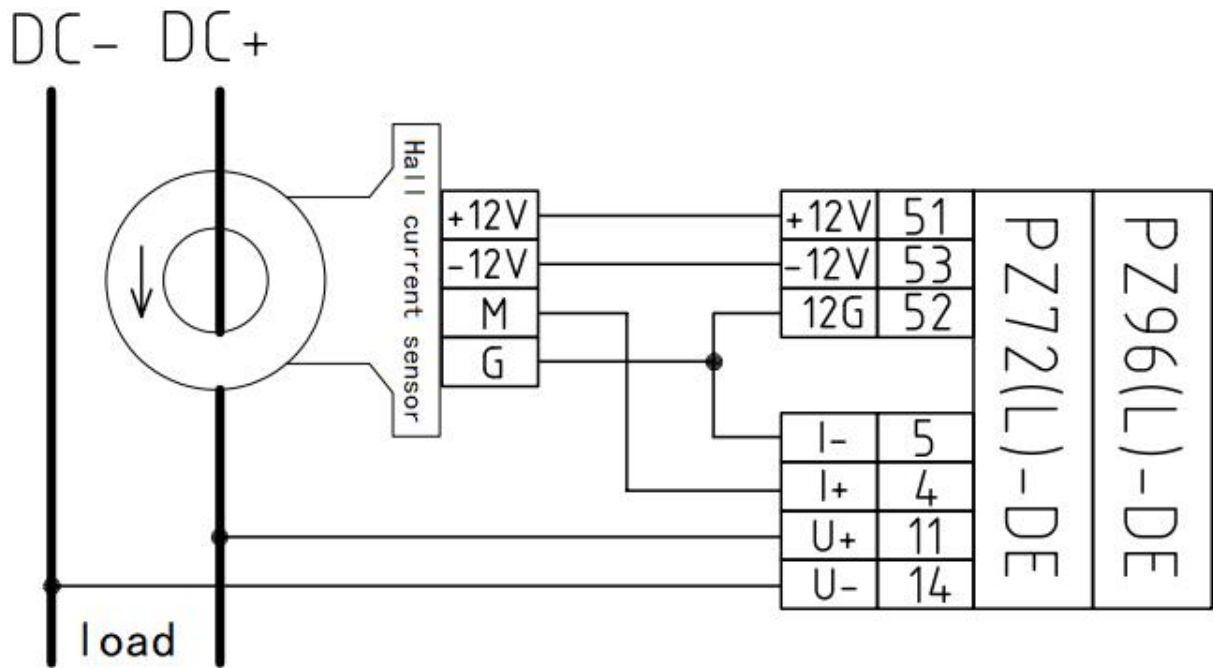 DC- DC+
Hall current sensor
+12V
-12V
M
G
+12V 51
-12V 53
12G 52
I- 5
I+ 4
U+ 11
U- 14
PZ72(L)-DE
PZ96(L)-DE
load